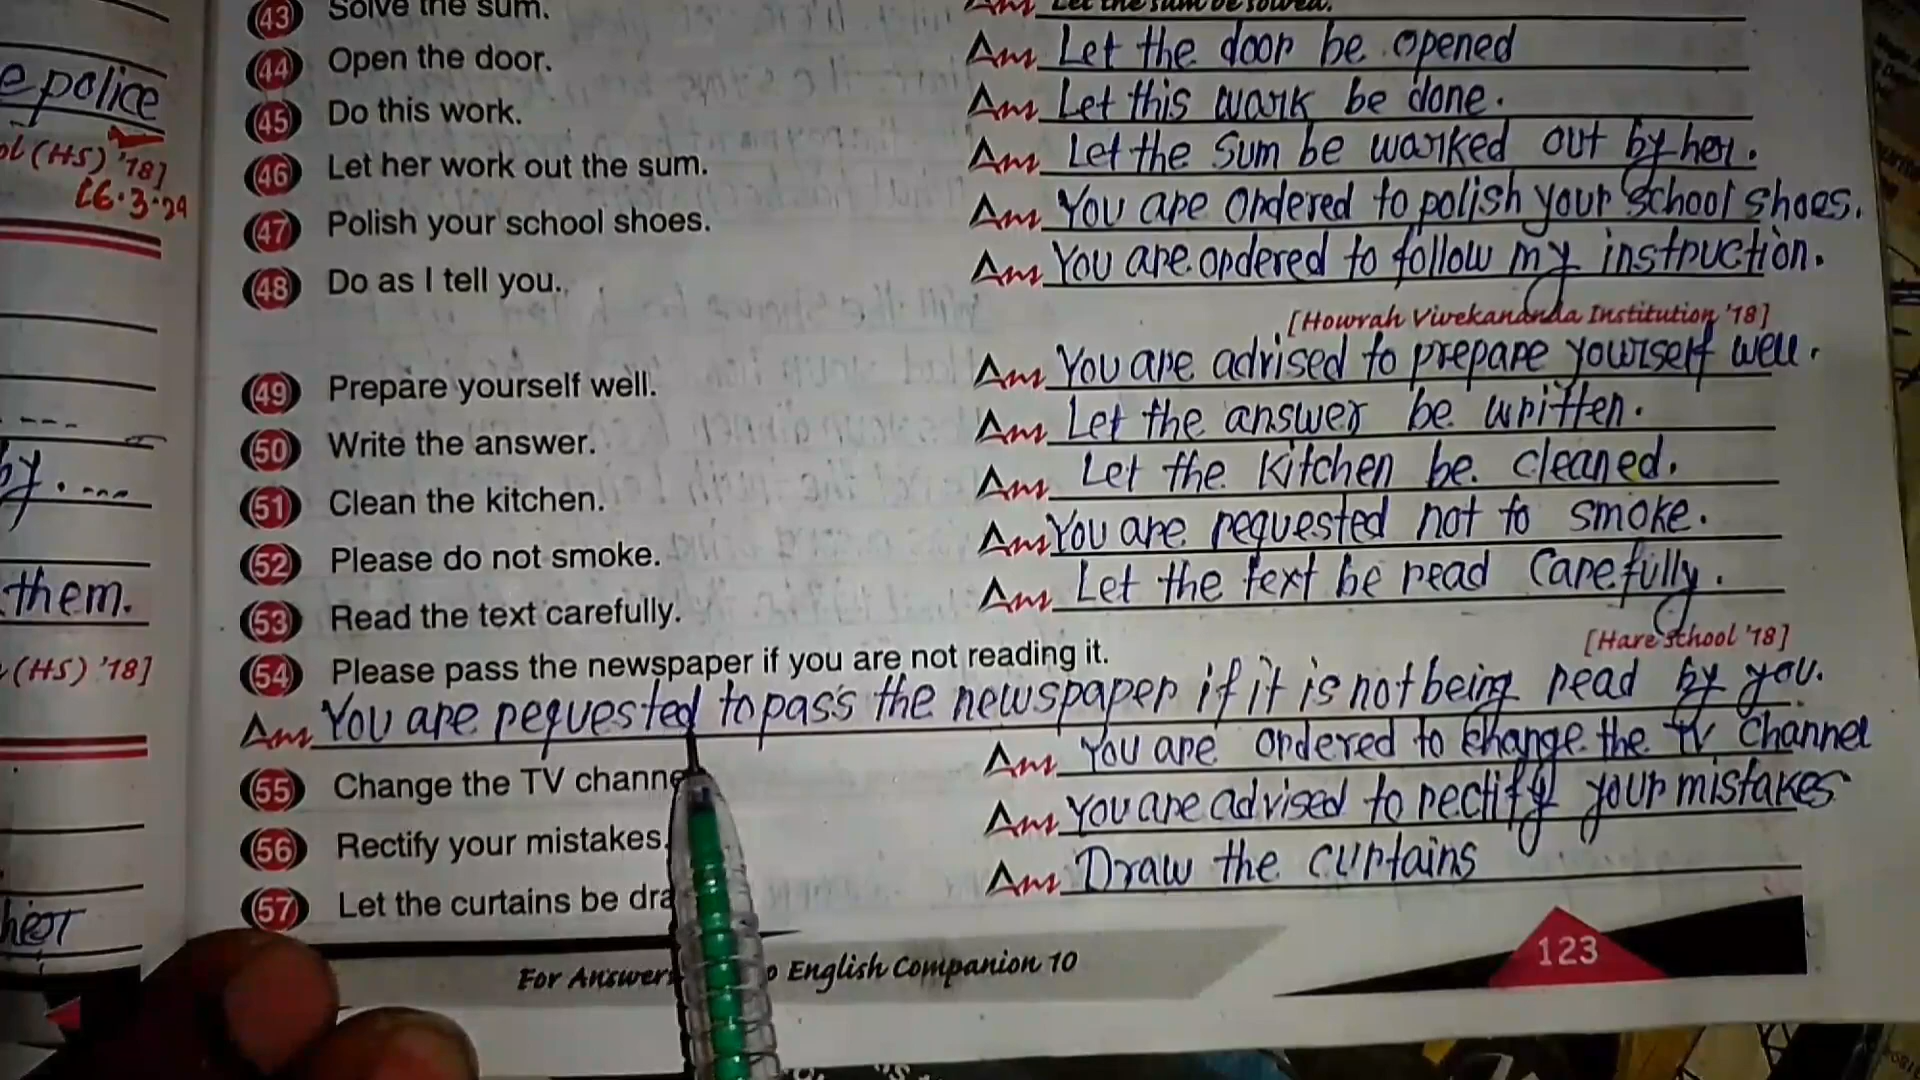 e police
ol (HS) '18]
26.3.24
by. ---
them.
(HS) '18]
her
43 Solve the sum. Ans Let the sum be solved.
44 Open the door. Ans Let the door be opened
45 Do this work. Ans Let this work be done.
46 Let her work out the sum. Ans Let the Sum be worked out by her.
47 Polish your school shoes. Ans You are ordered to polish your school shoes.
48 Do as I tell you. Ans You are ordered to follow my instruction.
[Howrah Vivekananda Institution '18]
49 Prepare yourself well. Ans You are advised to prepare yourself well.
50 Write the answer. Ans Let the answer be written.
51 Clean the kitchen. Ans Let the kitchen be cleaned.
52 Please do not smoke. Ans You are requested not to smoke.
53 Read the text carefully. Ans Let the text be read carefully.
[Hare School '18]
54 Please pass the newspaper if you are not reading it.
Ans You are requested to pass the newspaper if it is not being read by you.
55 Change the TV channe Ans You are ordered to change the TV channel
56 Rectify your mistakes. Ans You are advised to rectify your mistakes
57 Let the curtains be dra Ans Draw the curtains
For Answers o English Companion 10
123